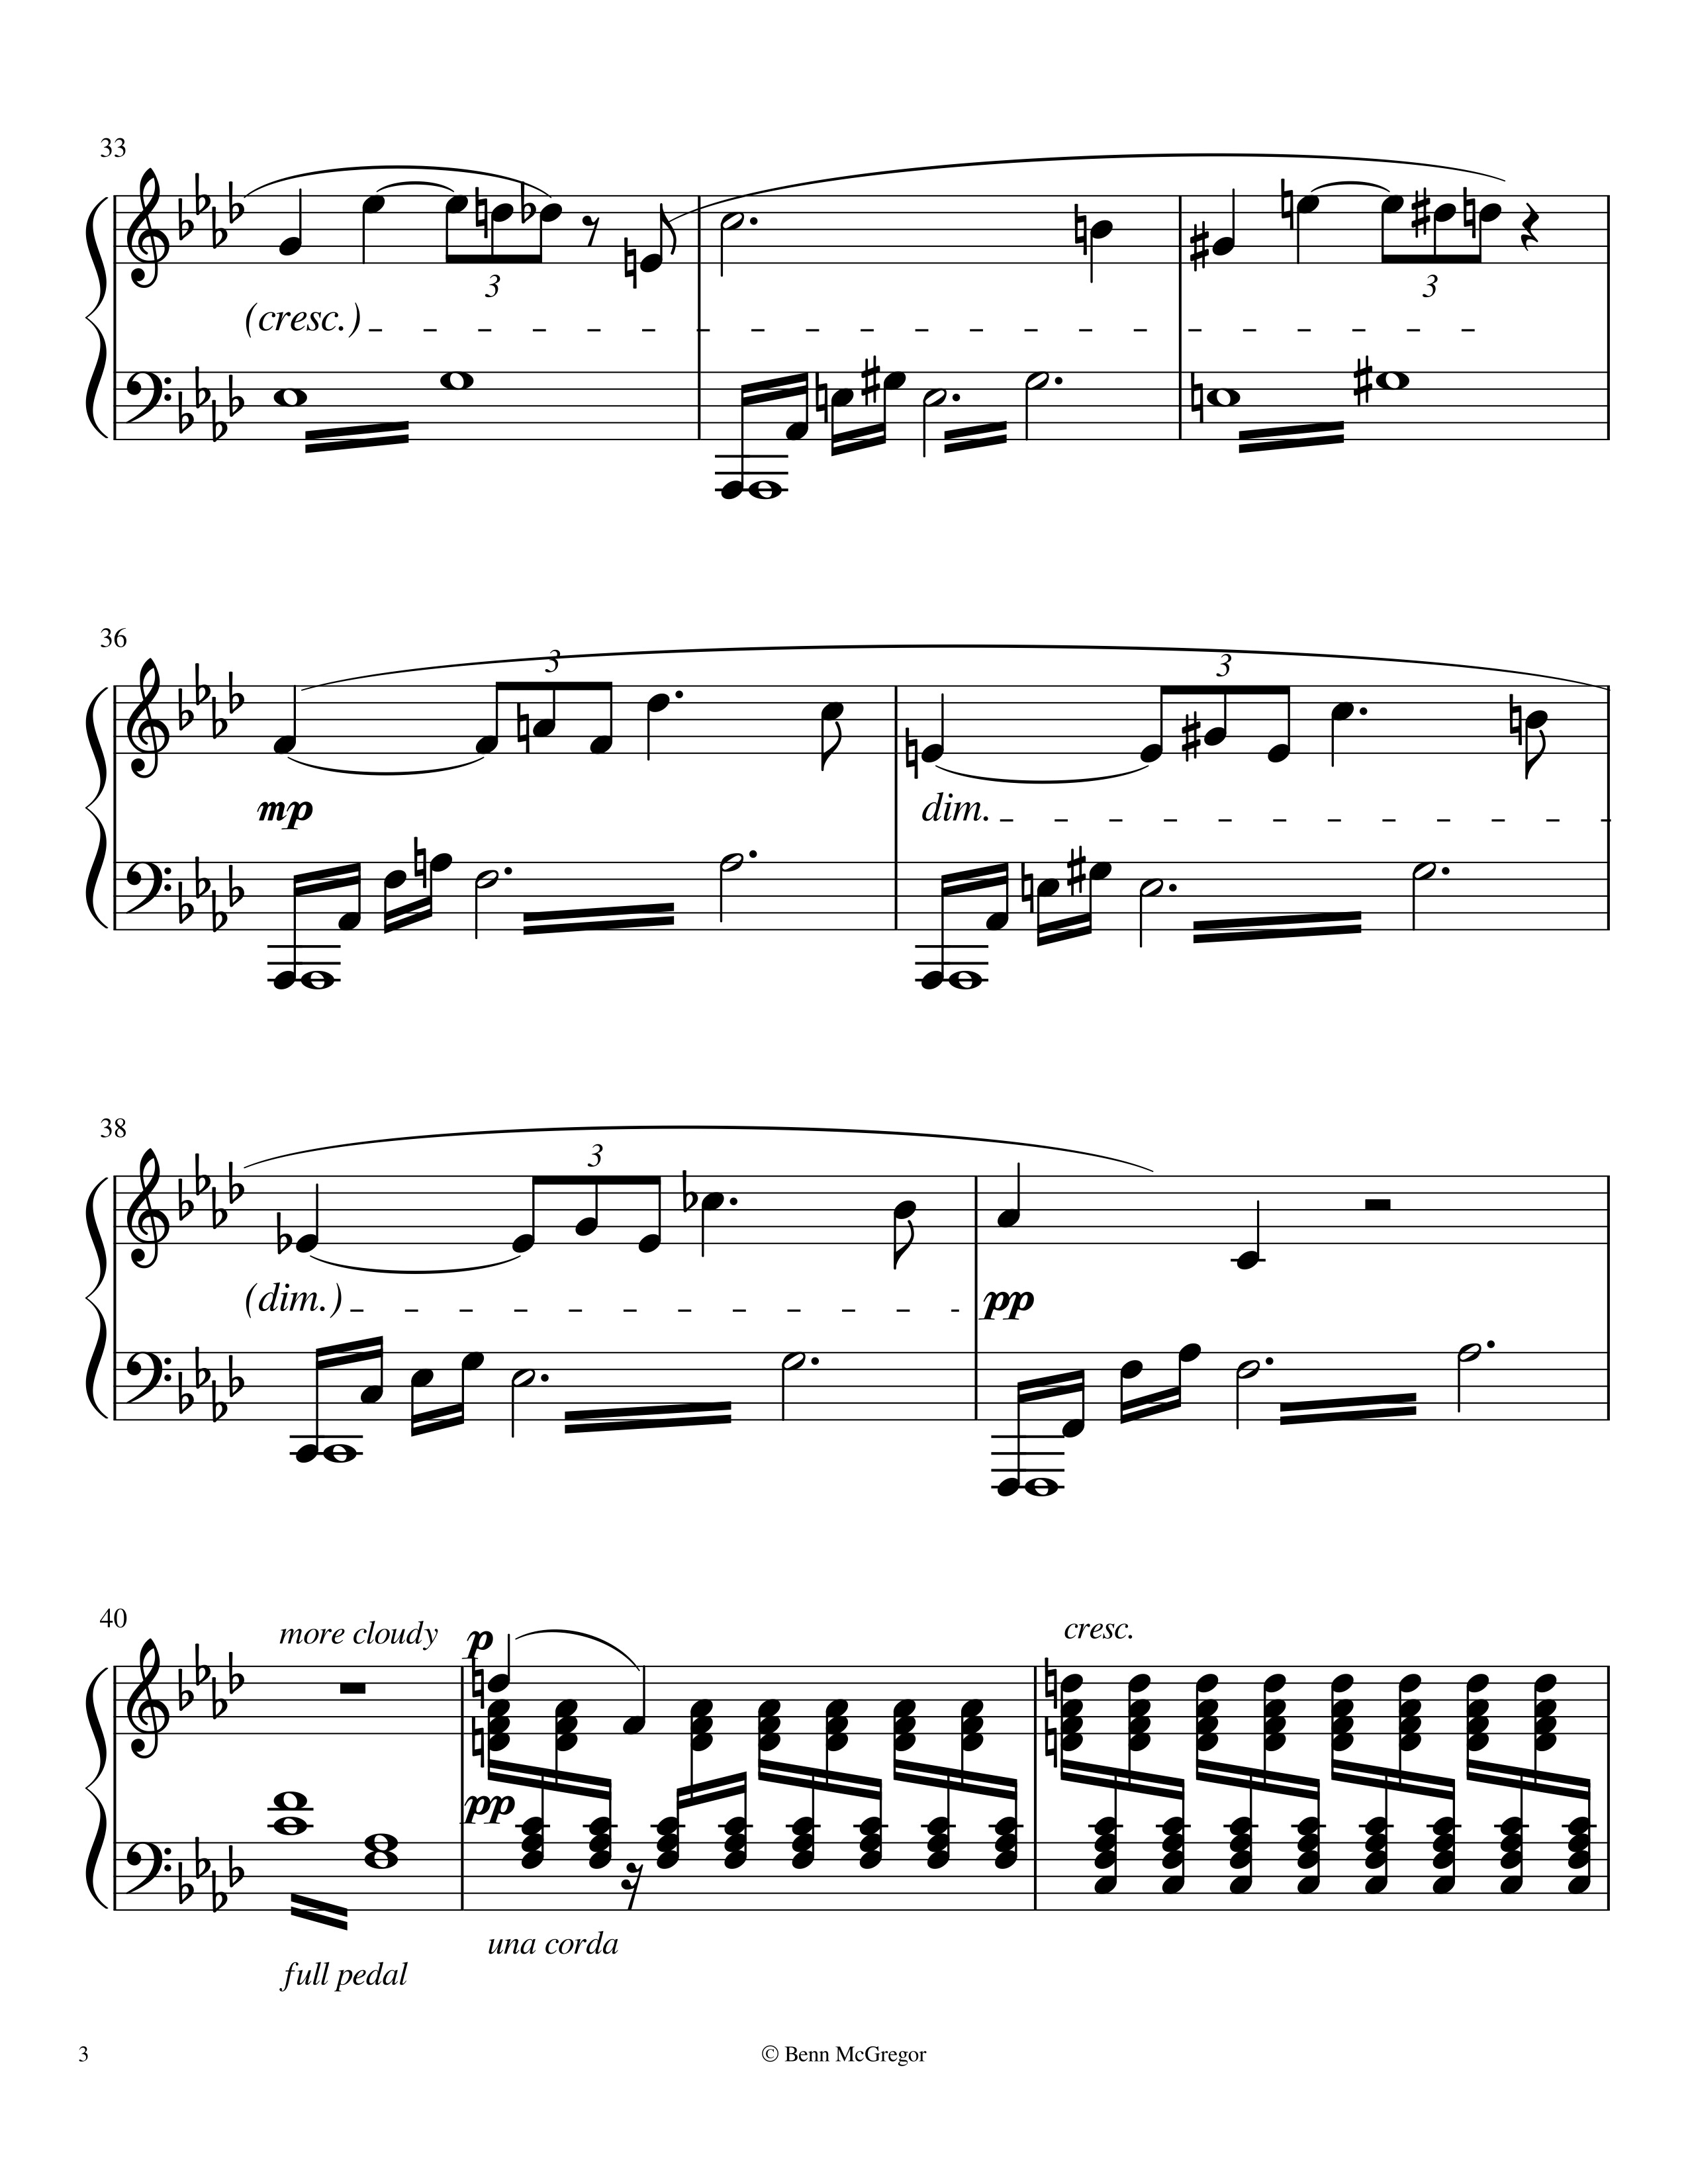 33
3
3
(cresc.)
36
3
3
mp
dim.
38
3
(dim.)
pp
40
more cloudy
p
cresc.
pp
una corda
full pedal
3
© Benn McGregor